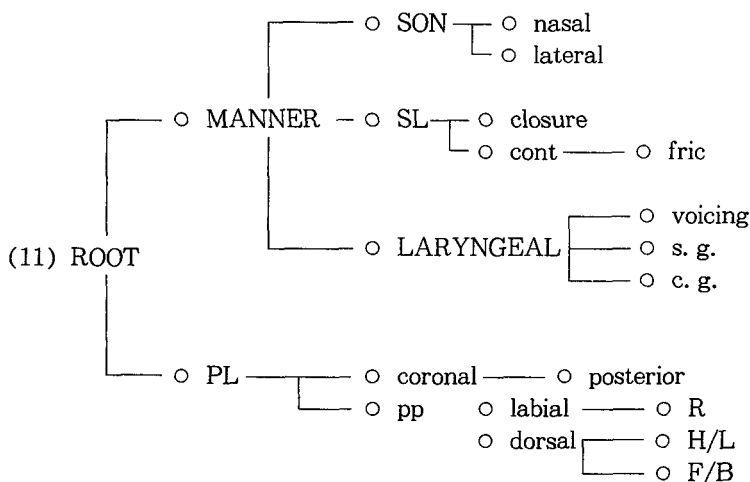 ○ SON ○ nasal
○ lateral
○ MANNER ○ SL ○ closure
○ cont ○ fric
○ voicing
(11) ROOT ○ LARYNGEAL ○ s. g.
○ c. g.
○ PL ○ coronal ○ posterior
○ pp ○ labial ○ R
○ dorsal ○ H/L
○ F/B